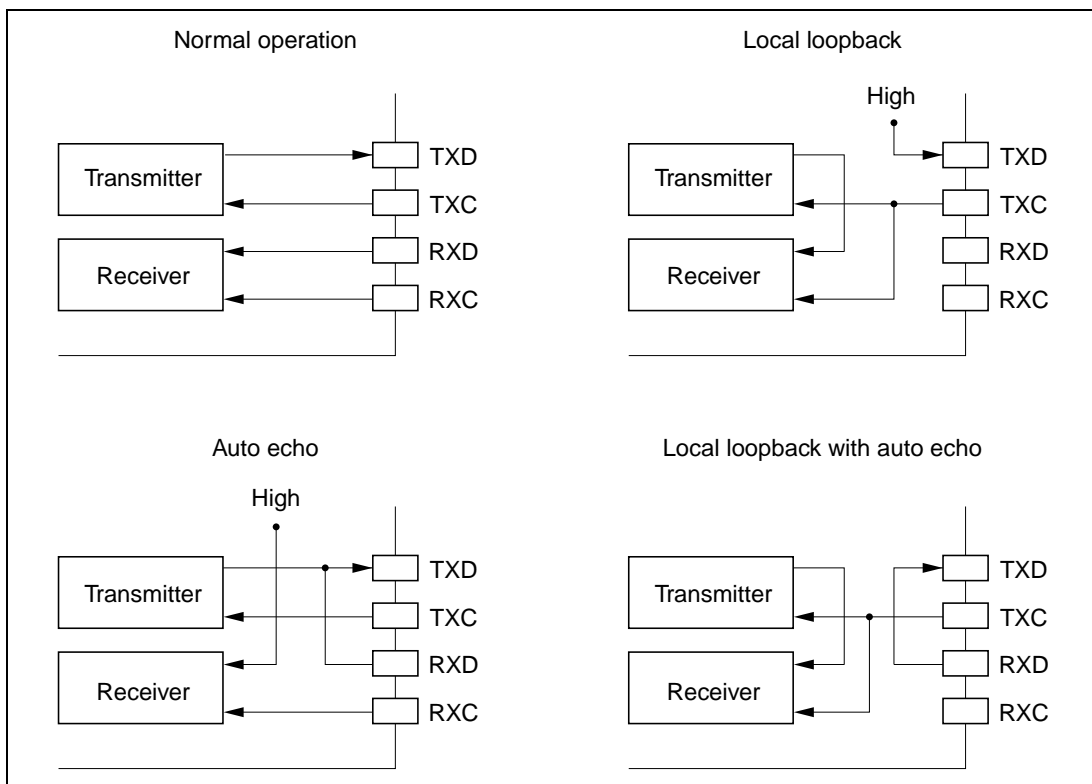 Normal operation
Transmitter
Receiver
TXD
TXC
RXD
RXC
Local loopback
High
Transmitter
Receiver
TXD
TXC
RXD
RXC
Auto echo
High
Transmitter
Receiver
TXD
TXC
RXD
RXC
Local loopback with auto echo
Transmitter
Receiver
TXD
TXC
RXD
RXC